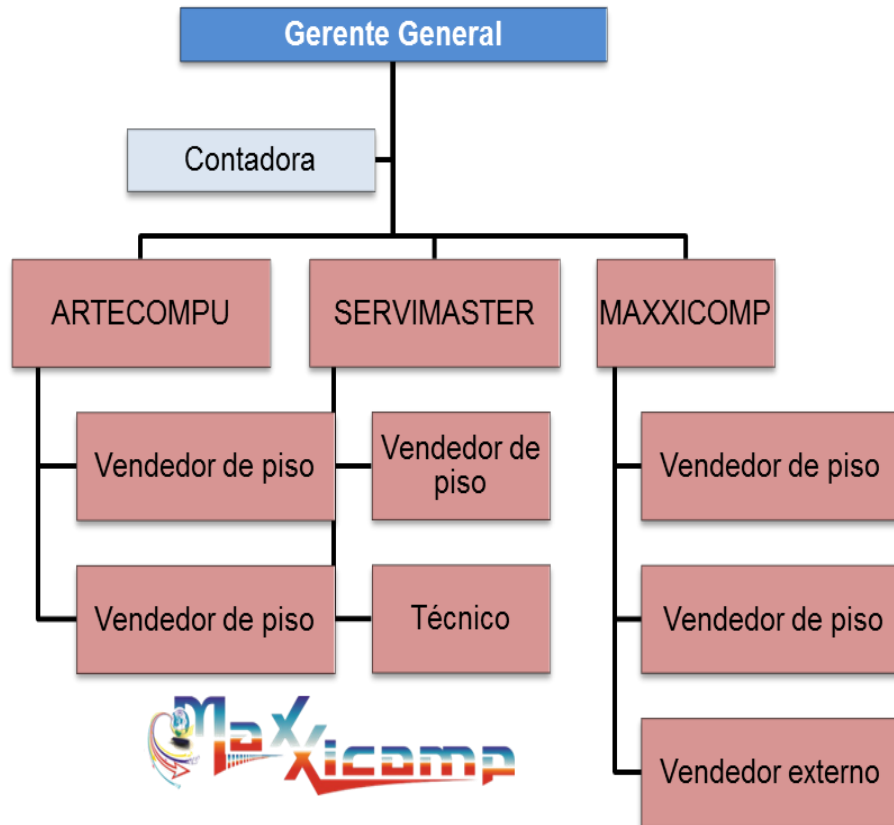 Gerente General
Contadora
ARTECOMPU
SERVIMASTER
MAXXICOMP
Vendedor de piso
Vendedor de
piso
Vendedor de piso
Vendedor de piso
Técnico
Vendedor de piso
Vendedor externo
Maxxicomp